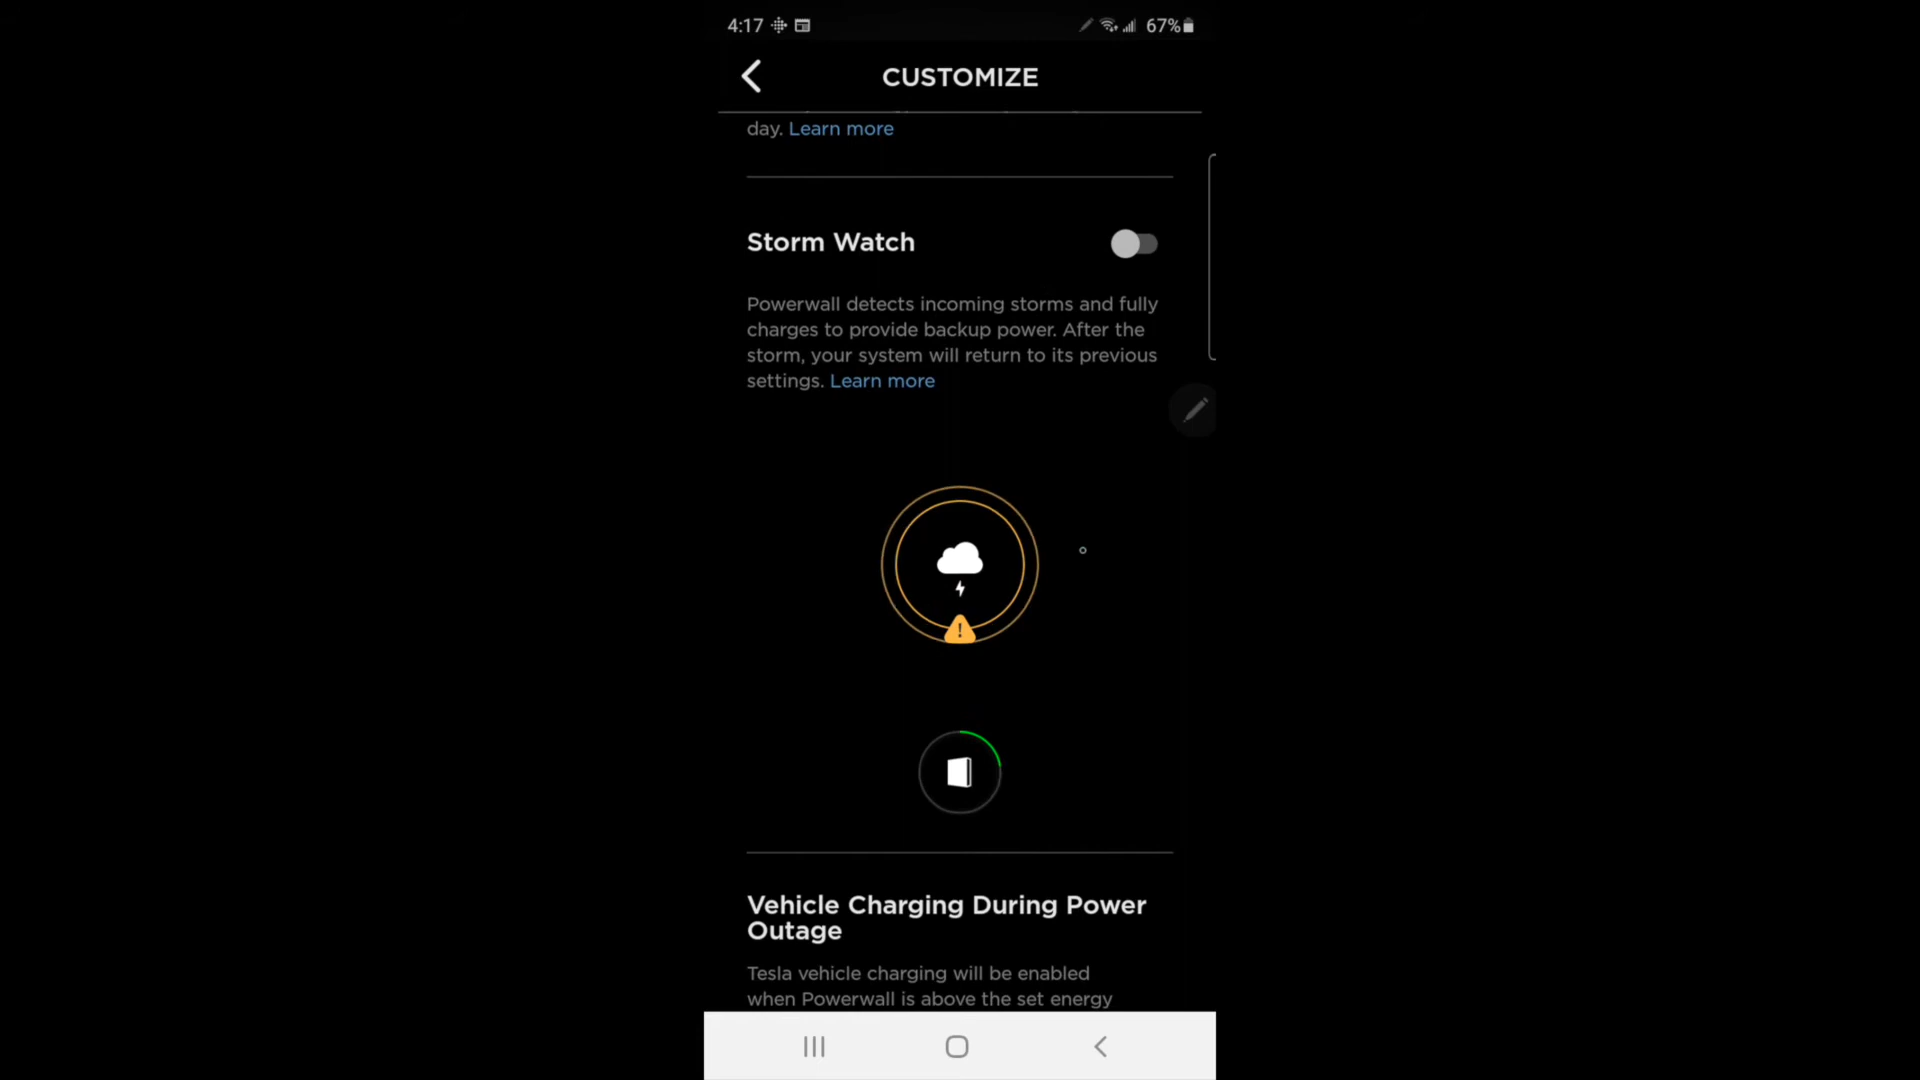 4:17 67%
CUSTOMIZE
day. Learn more
Storm Watch
Powerwall detects incoming storms and fully
charges to provide backup power. After the
storm, your system will return to its previous
settings. Learn more
!
Vehicle Charging During Power
Outage
Tesla vehicle charging will be enabled
when Powerwall is above the set energy